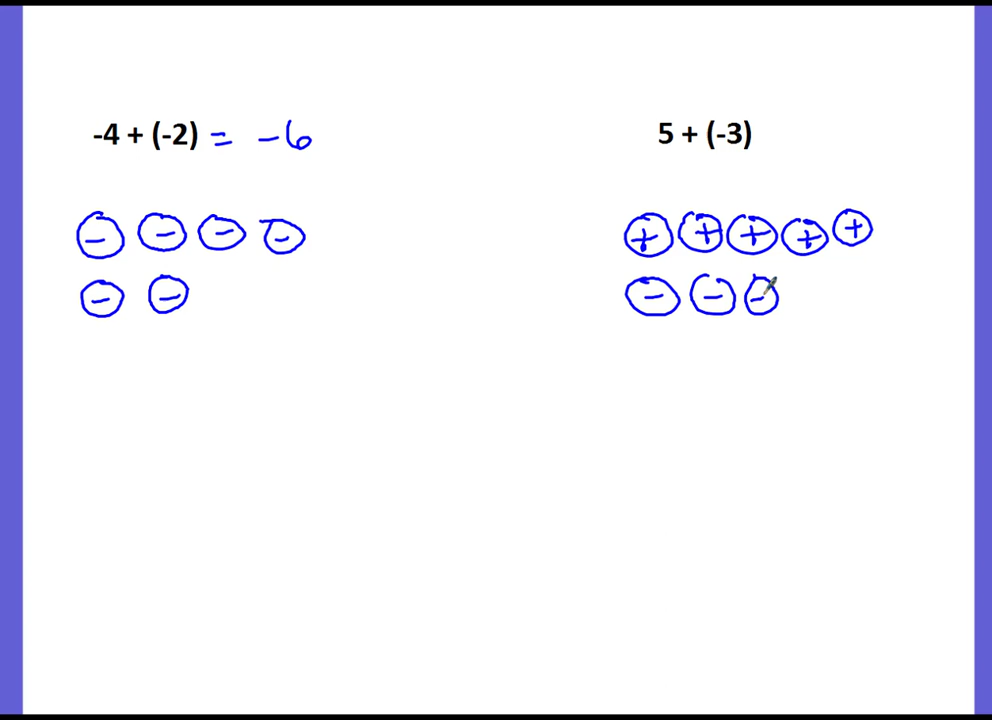 -4 + (-2) = -6
5 + (-3)
- - - -
+ + + + +
- -
- - -